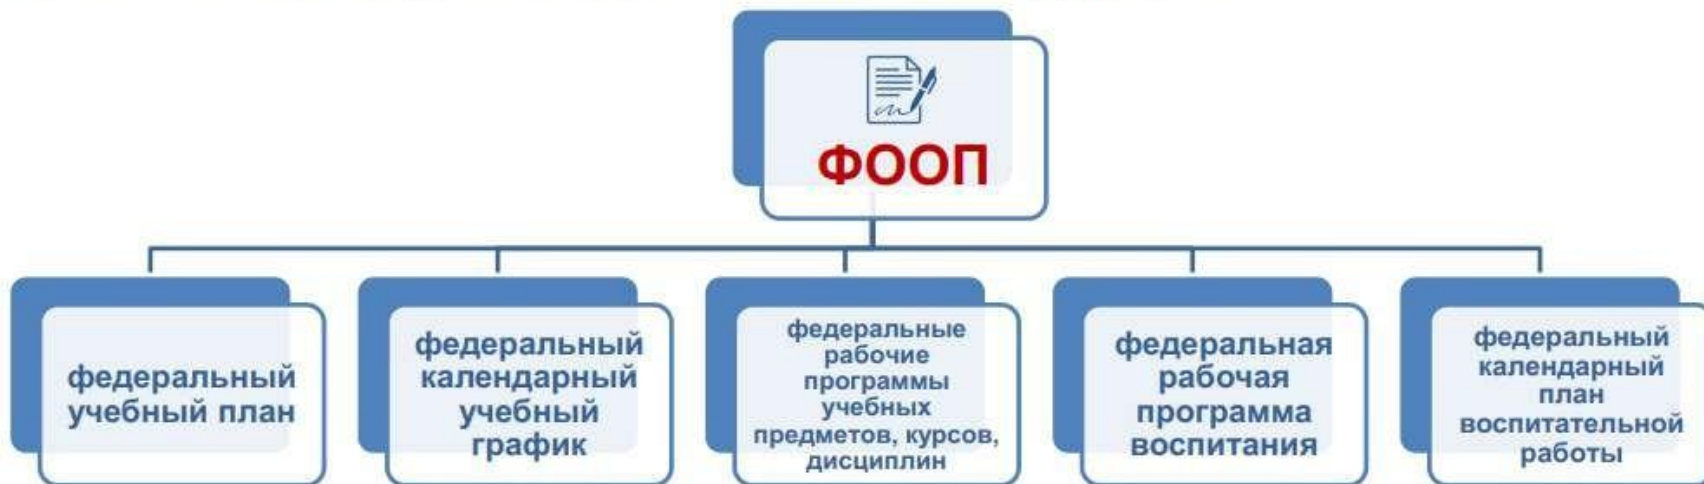 ФООП
федеральный
учебный план
федеральный
календарный
учебный
график
федеральные
рабочие
программы
учебных
предметов, курсов,
дисциплин
федеральная
рабочая
программа
воспитания
федеральный
календарный
план
воспитательной
работы